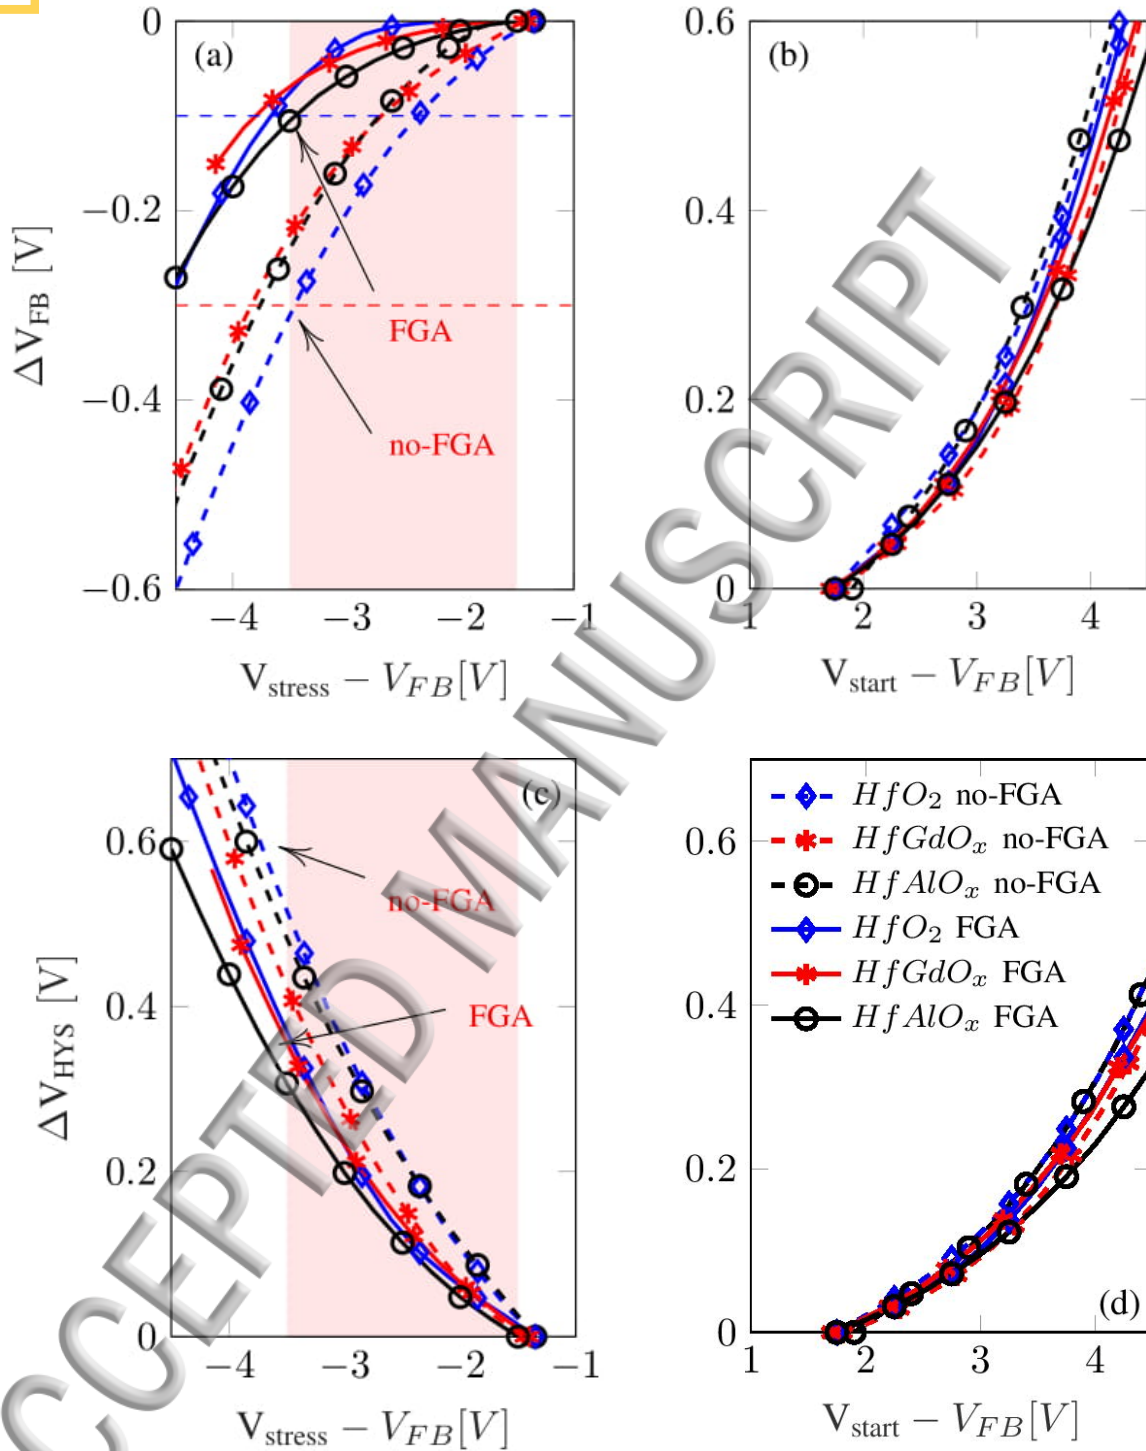 0
(a)
−0.2
ΔV_FB [V]
FGA
−0.4
no-FGA
-0.6
−4 −3 −2 −1
V_stress − V_FB[V]
0.6
(b)
0.4
0.2
0
1 2 3 4
V_start − V_FB[V]
(c)
0.6
no-FGA
0.4
FGA
ΔV_HYS [V]
0.2
0
−4 −3 −2 −1
V_stress − V_FB[V]
HfO₂ no-FGA
HfGdOₓ no-FGA
HfAlOₓ no-FGA
HfO₂ FGA
HfGdOₓ FGA
HfAlOₓ FGA
0.6
0.4
0.2
(d)
0
1 2 3 4
V_start − V_FB[V]
CCEPTED MANUSCRIPT